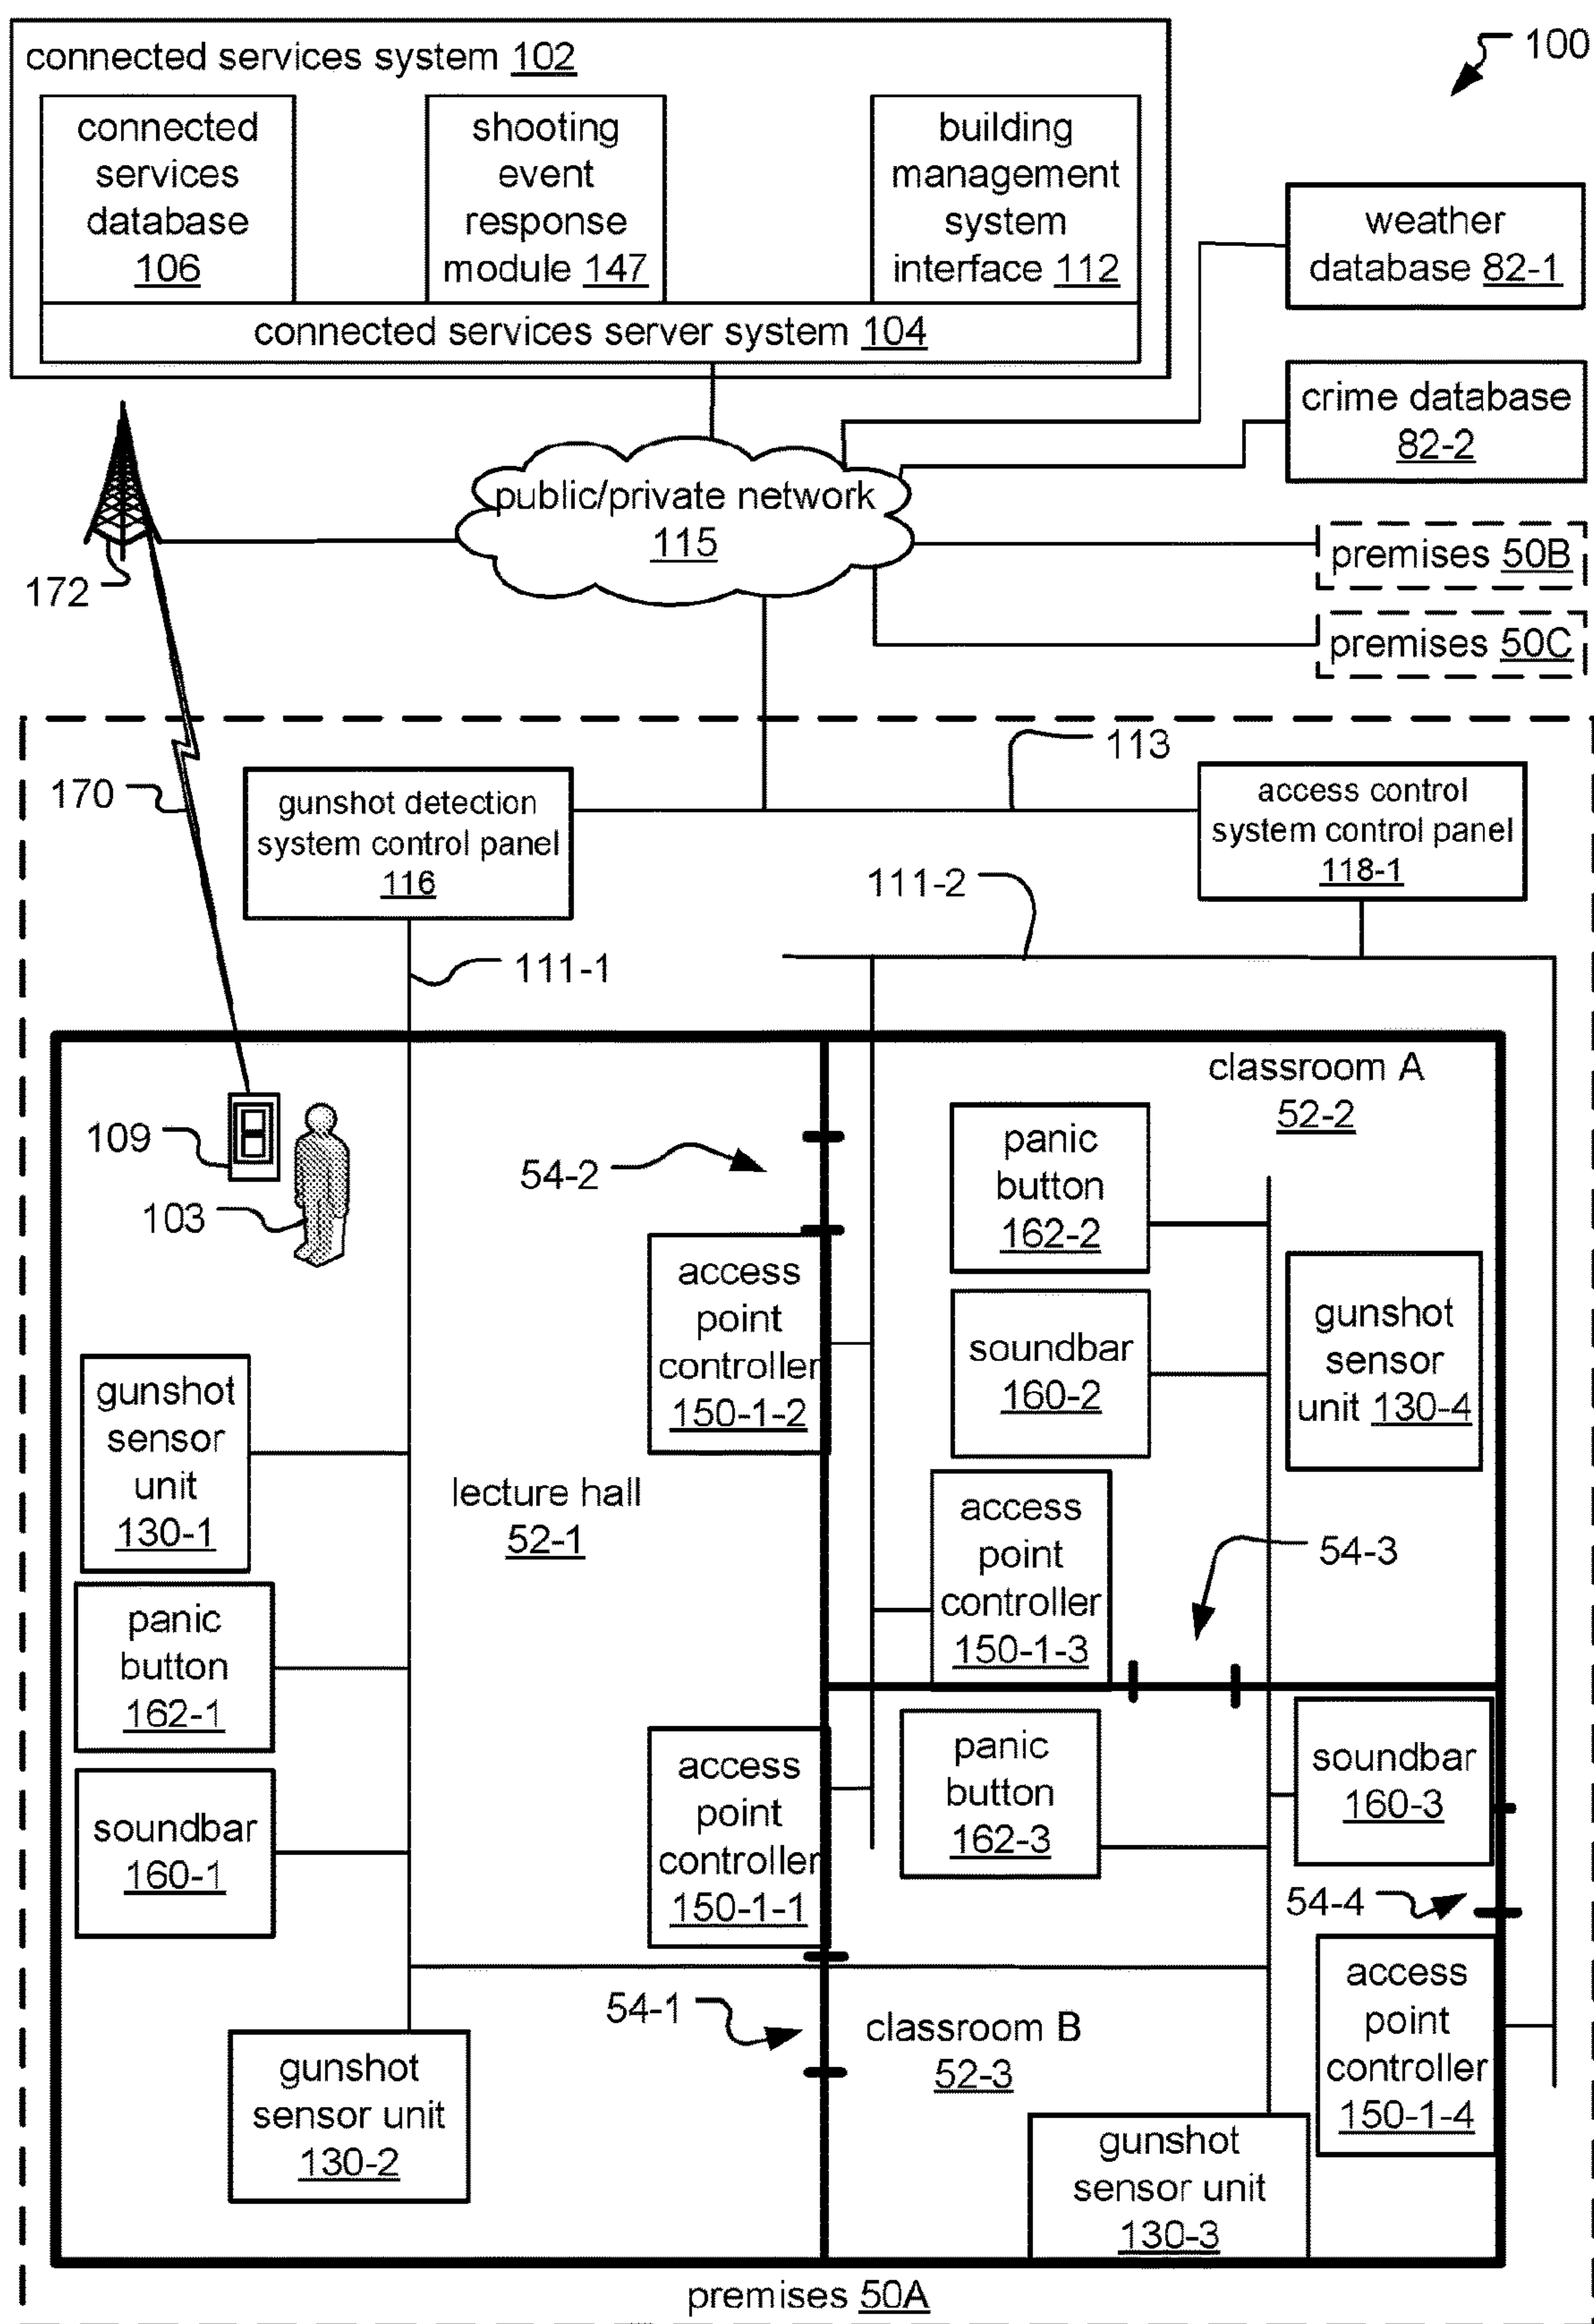 100
connected services system 102
connected
services
database
106
shooting
event
response
module 147
building
management
system
interface 112
connected services server system 104
weather
database 82-1
crime database
82-2
public/private network
115
172
premises 50B
premises 50C
113
170
gunshot detection
system control panel
116
access control
system control panel
118-1
111-2
111-1
classroom A
52-2
109
103
54-2
panic
button
162-2
access
point
controller
150-1-2
soundbar
160-2
gunshot
sensor
unit 130-4
gunshot
sensor
unit
130-1
lecture hall
52-1
access
point
controller
150-1-3
54-3
panic
button
162-1
access
point
controller
150-1-1
panic
button
162-3
soundbar
160-3
soundbar
160-1
54-4
54-1
classroom B
52-3
access
point
controller
150-1-4
gunshot
sensor unit
130-2
gunshot
sensor unit
130-3
premises 50A